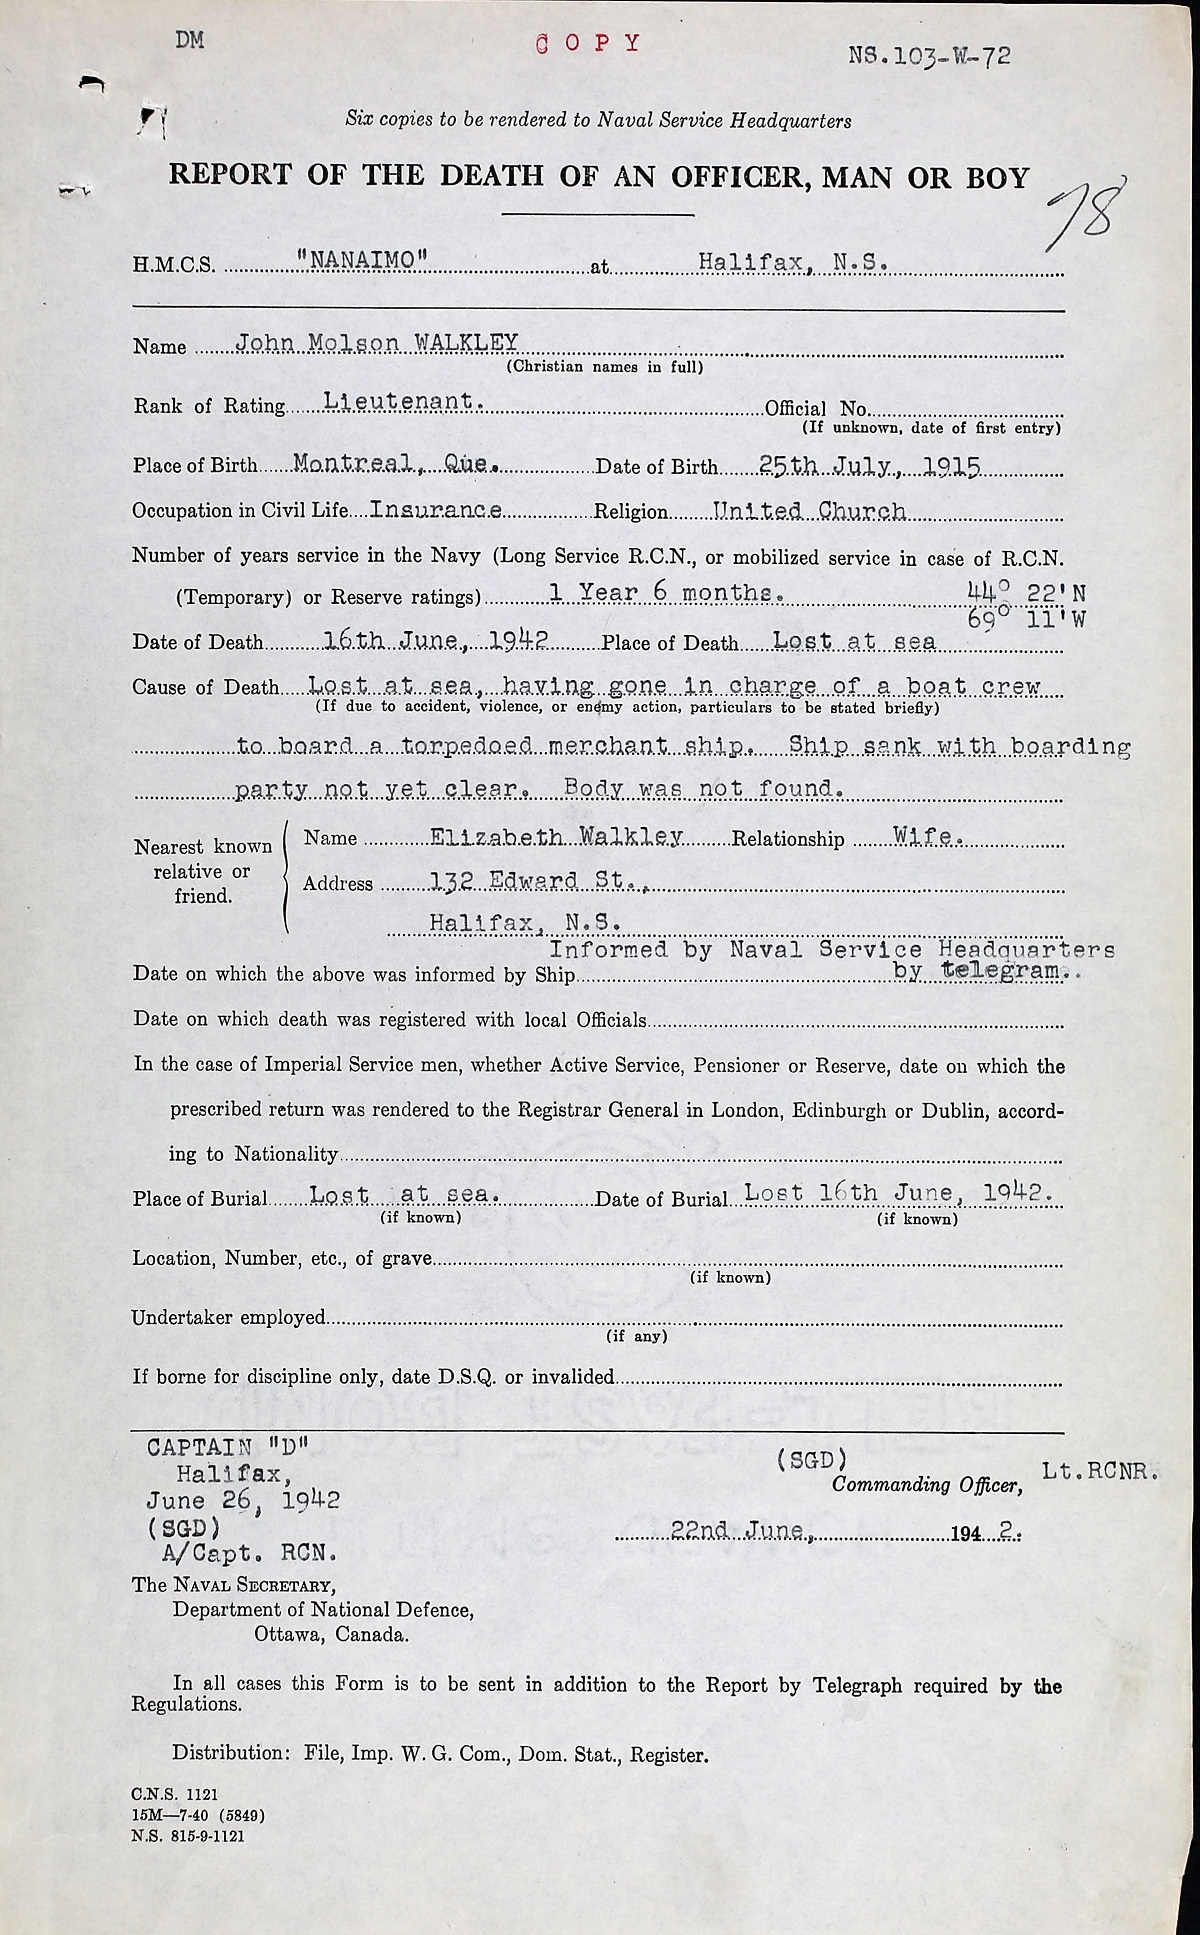 DM
COPY
NS.103-W-72
Six copies to be rendered to Naval Service Headquarters
REPORT OF THE DEATH OF AN OFFICER, MAN OR BOY
78
H.M.C.S. "NANAIMO" at Halifax, N.S.
Name John Molson WALKLEY
(Christian names in full)
Rank of Rating Lieutenant. Official No.
(If unknown, date of first entry)
Place of Birth Montreal, Que. Date of Birth 25th July, 1915
Occupation in Civil Life Insurance Religion United Church
Number of years service in the Navy (Long Service R.C.N., or mobilized service in case of R.C.N.
(Temporary) or Reserve ratings) 1 Year 6 months. 44° 22'N
69° 11'W
Date of Death 16th June, 1942 Place of Death Lost at sea
Cause of Death Lost at sea, having gone in charge of a boat crew
(If due to accident, violence, or enemy action, particulars to be stated briefly)
to board a torpedoed merchant ship. Ship sank with boarding
party not yet clear. Body was not found.
Nearest known relative or friend.
Name Elizabeth Walkley Relationship Wife.
Address 132 Edward St.,
Halifax, N.S.
Informed by Naval Service Headquarters
Date on which the above was informed by Ship by telegram..
Date on which death was registered with local Officials
In the case of Imperial Service men, whether Active Service, Pensioner or Reserve, date on which the
prescribed return was rendered to the Registrar General in London, Edinburgh or Dublin, accord-
ing to Nationality
Place of Burial Lost at sea. Date of Burial Lost 16th June, 1942.
(if known) (if known)
Location, Number, etc., of grave
(if known)
Undertaker employed
(if any)
If borne for discipline only, date D.S.Q. or invalided
CAPTAIN "D"
Halifax,
June 26, 1942
(SGD)
A/Capt. RCN.
(SGD)
Commanding Officer, Lt.RCNR.
22nd June, 1942.
The NAVAL SECRETARY,
Department of National Defence,
Ottawa, Canada.
In all cases this Form is to be sent in addition to the Report by Telegraph required by the
Regulations.
Distribution: File, Imp. W. G. Com., Dom. Stat., Register.
C.N.S. 1121
15M—7-40 (5849)
N.S. 815-9-1121